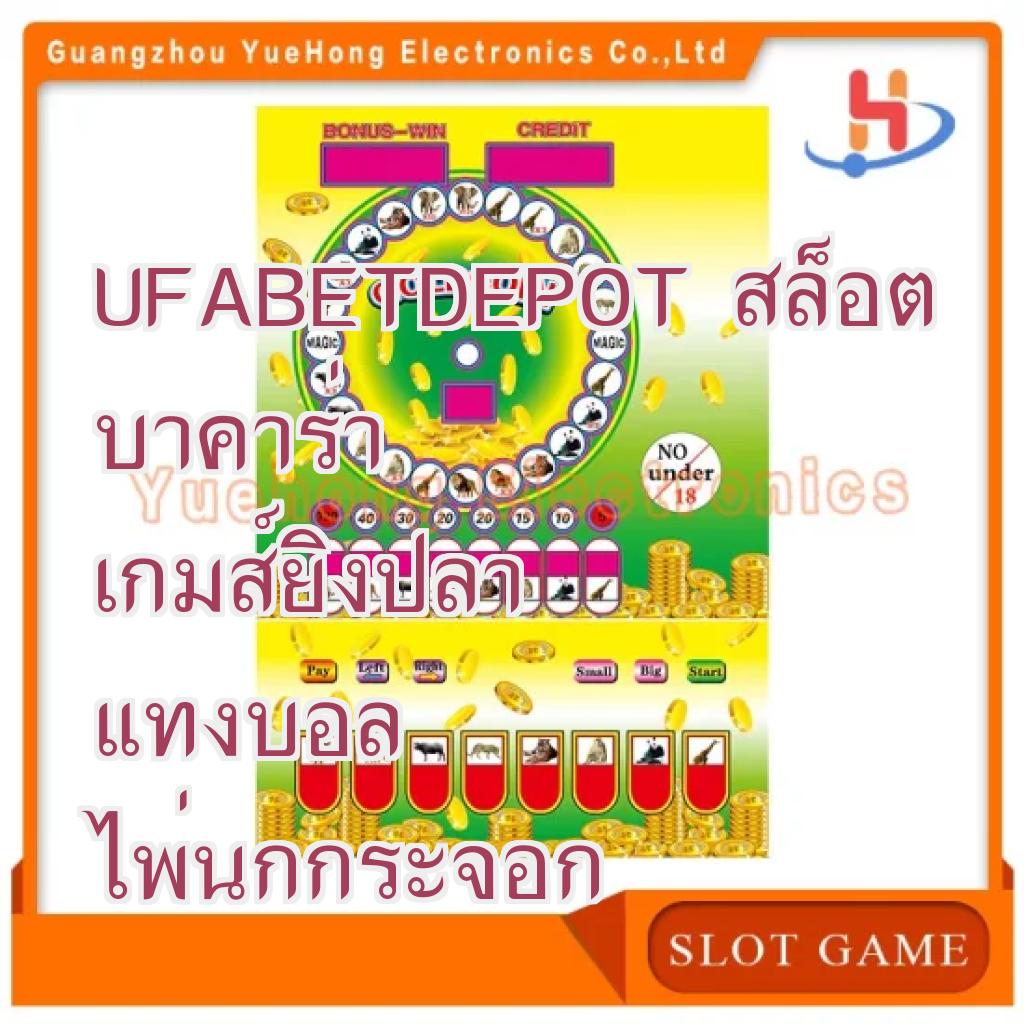 Guangzhou YueHong Electronics Co.,Ltd
BONUS-WIN CREDIT
UFABETDEPOT สล็อต
MAGIC MAGIC
บาคาร่า
NO
under
18
Yuehong Electronics
40 30 20 20 15 10 5
เกมส์ยิงปลา
Pay Left Right Small Big Start
แทงบอล
ไพ่นกกระจอก
SLOT GAME